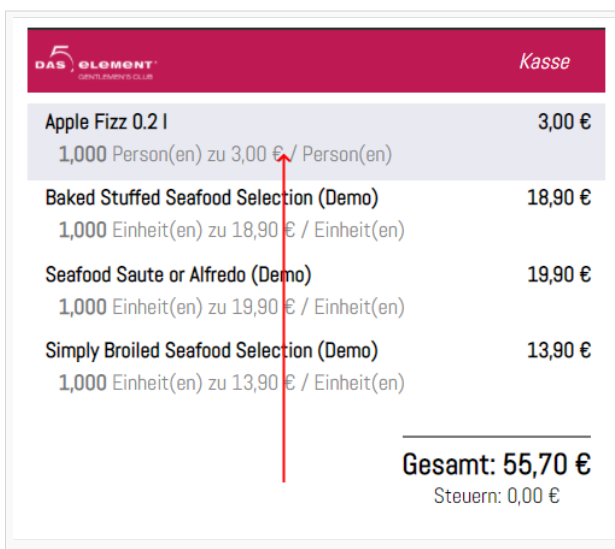 DAS 5 ELEMENT
GENTLEMEN'S CLUB
Kasse
Apple Fizz 0.2 l 3,00 €
1,000 Person(en) zu 3,00 € / Person(en)
Baked Stuffed Seafood Selection (Demo) 18,90 €
1,000 Einheit(en) zu 18,90 € / Einheit(en)
Seafood Saute or Alfredo (Demo) 19,90 €
1,000 Einheit(en) zu 19,90 € / Einheit(en)
Simply Broiled Seafood Selection (Demo) 13,90 €
1,000 Einheit(en) zu 13,90 € / Einheit(en)
Gesamt: 55,70 €
Steuern: 0,00 €